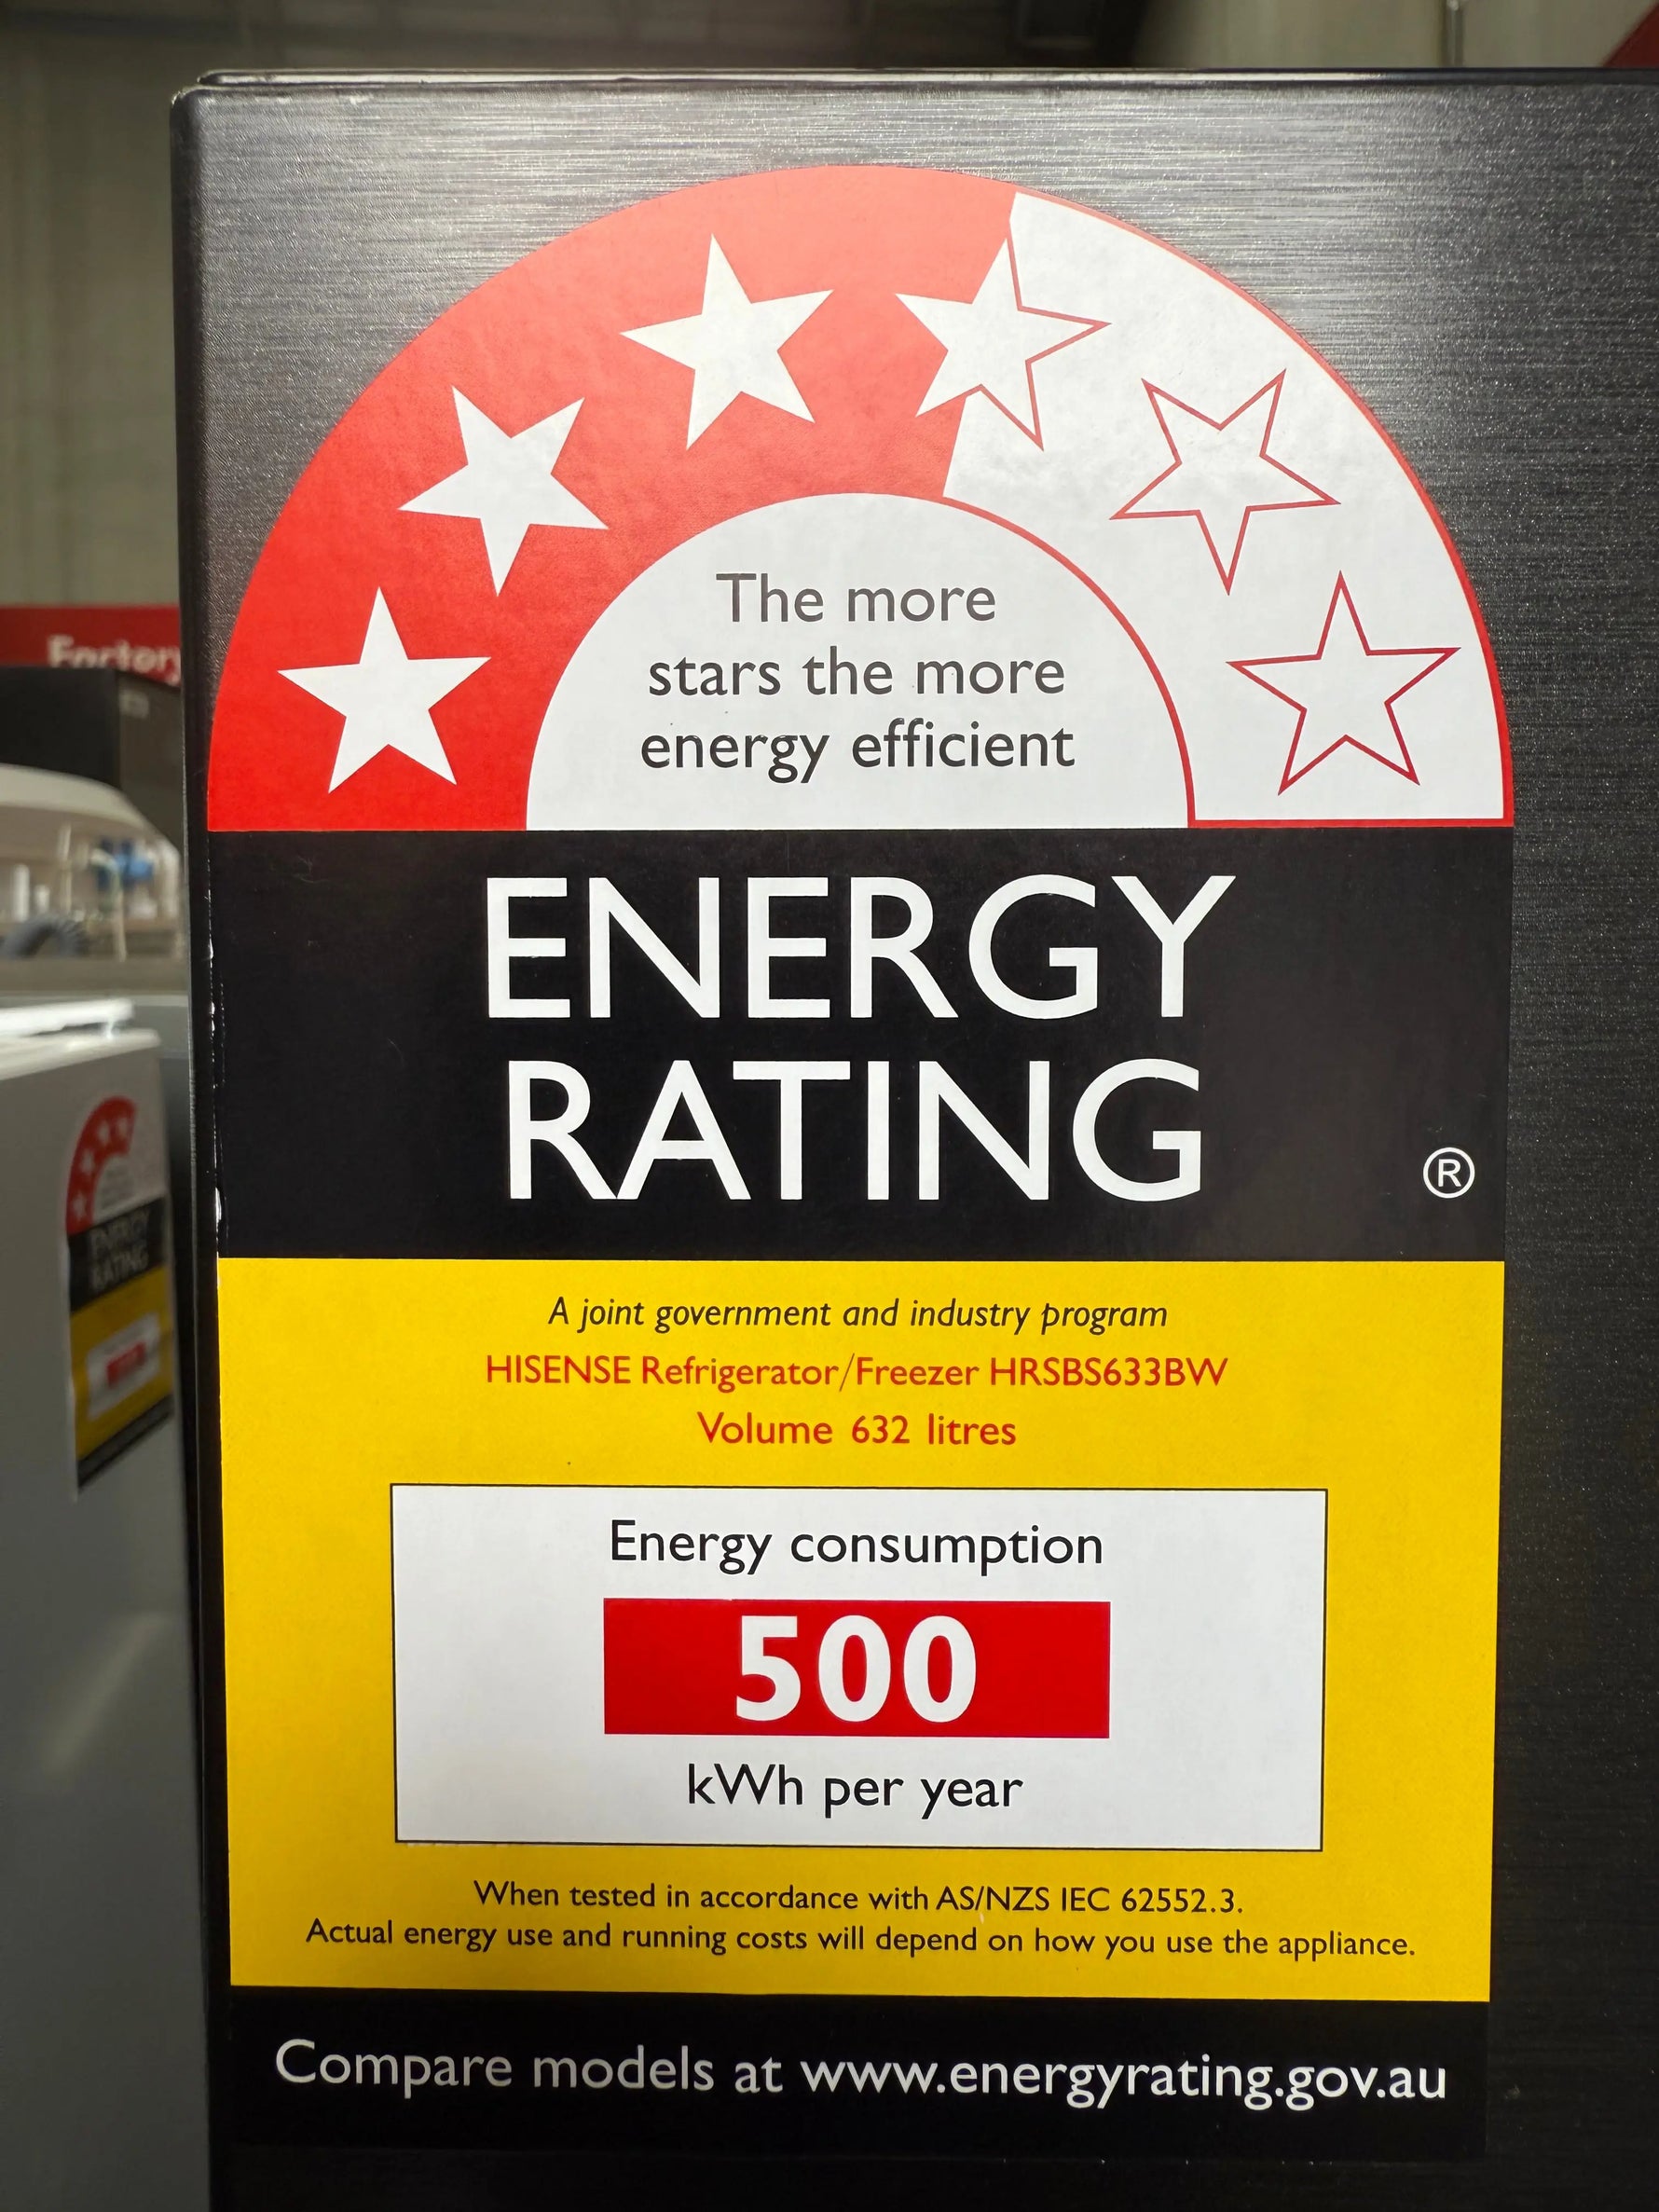 The more
stars the more
energy efficient
ENERGY
RATING
®
Factory
ENERGY
RATING
A joint government and industry program
HISENSE Refrigerator/Freezer HRSBS633BW
Volume 632 litres
Energy consumption
500
kWh per year
When tested in accordance with AS/NZS IEC 62552.3.
Actual energy use and running costs will depend on how you use the appliance.
Compare models at www.energyrating.gov.au